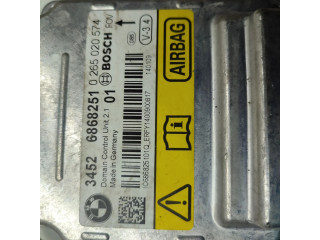 BOSCH
0 265 020 574
3452 6868251 01
Domain Control Unit 2.1
Made in Germany
V-3.4
140109
AIRBAG